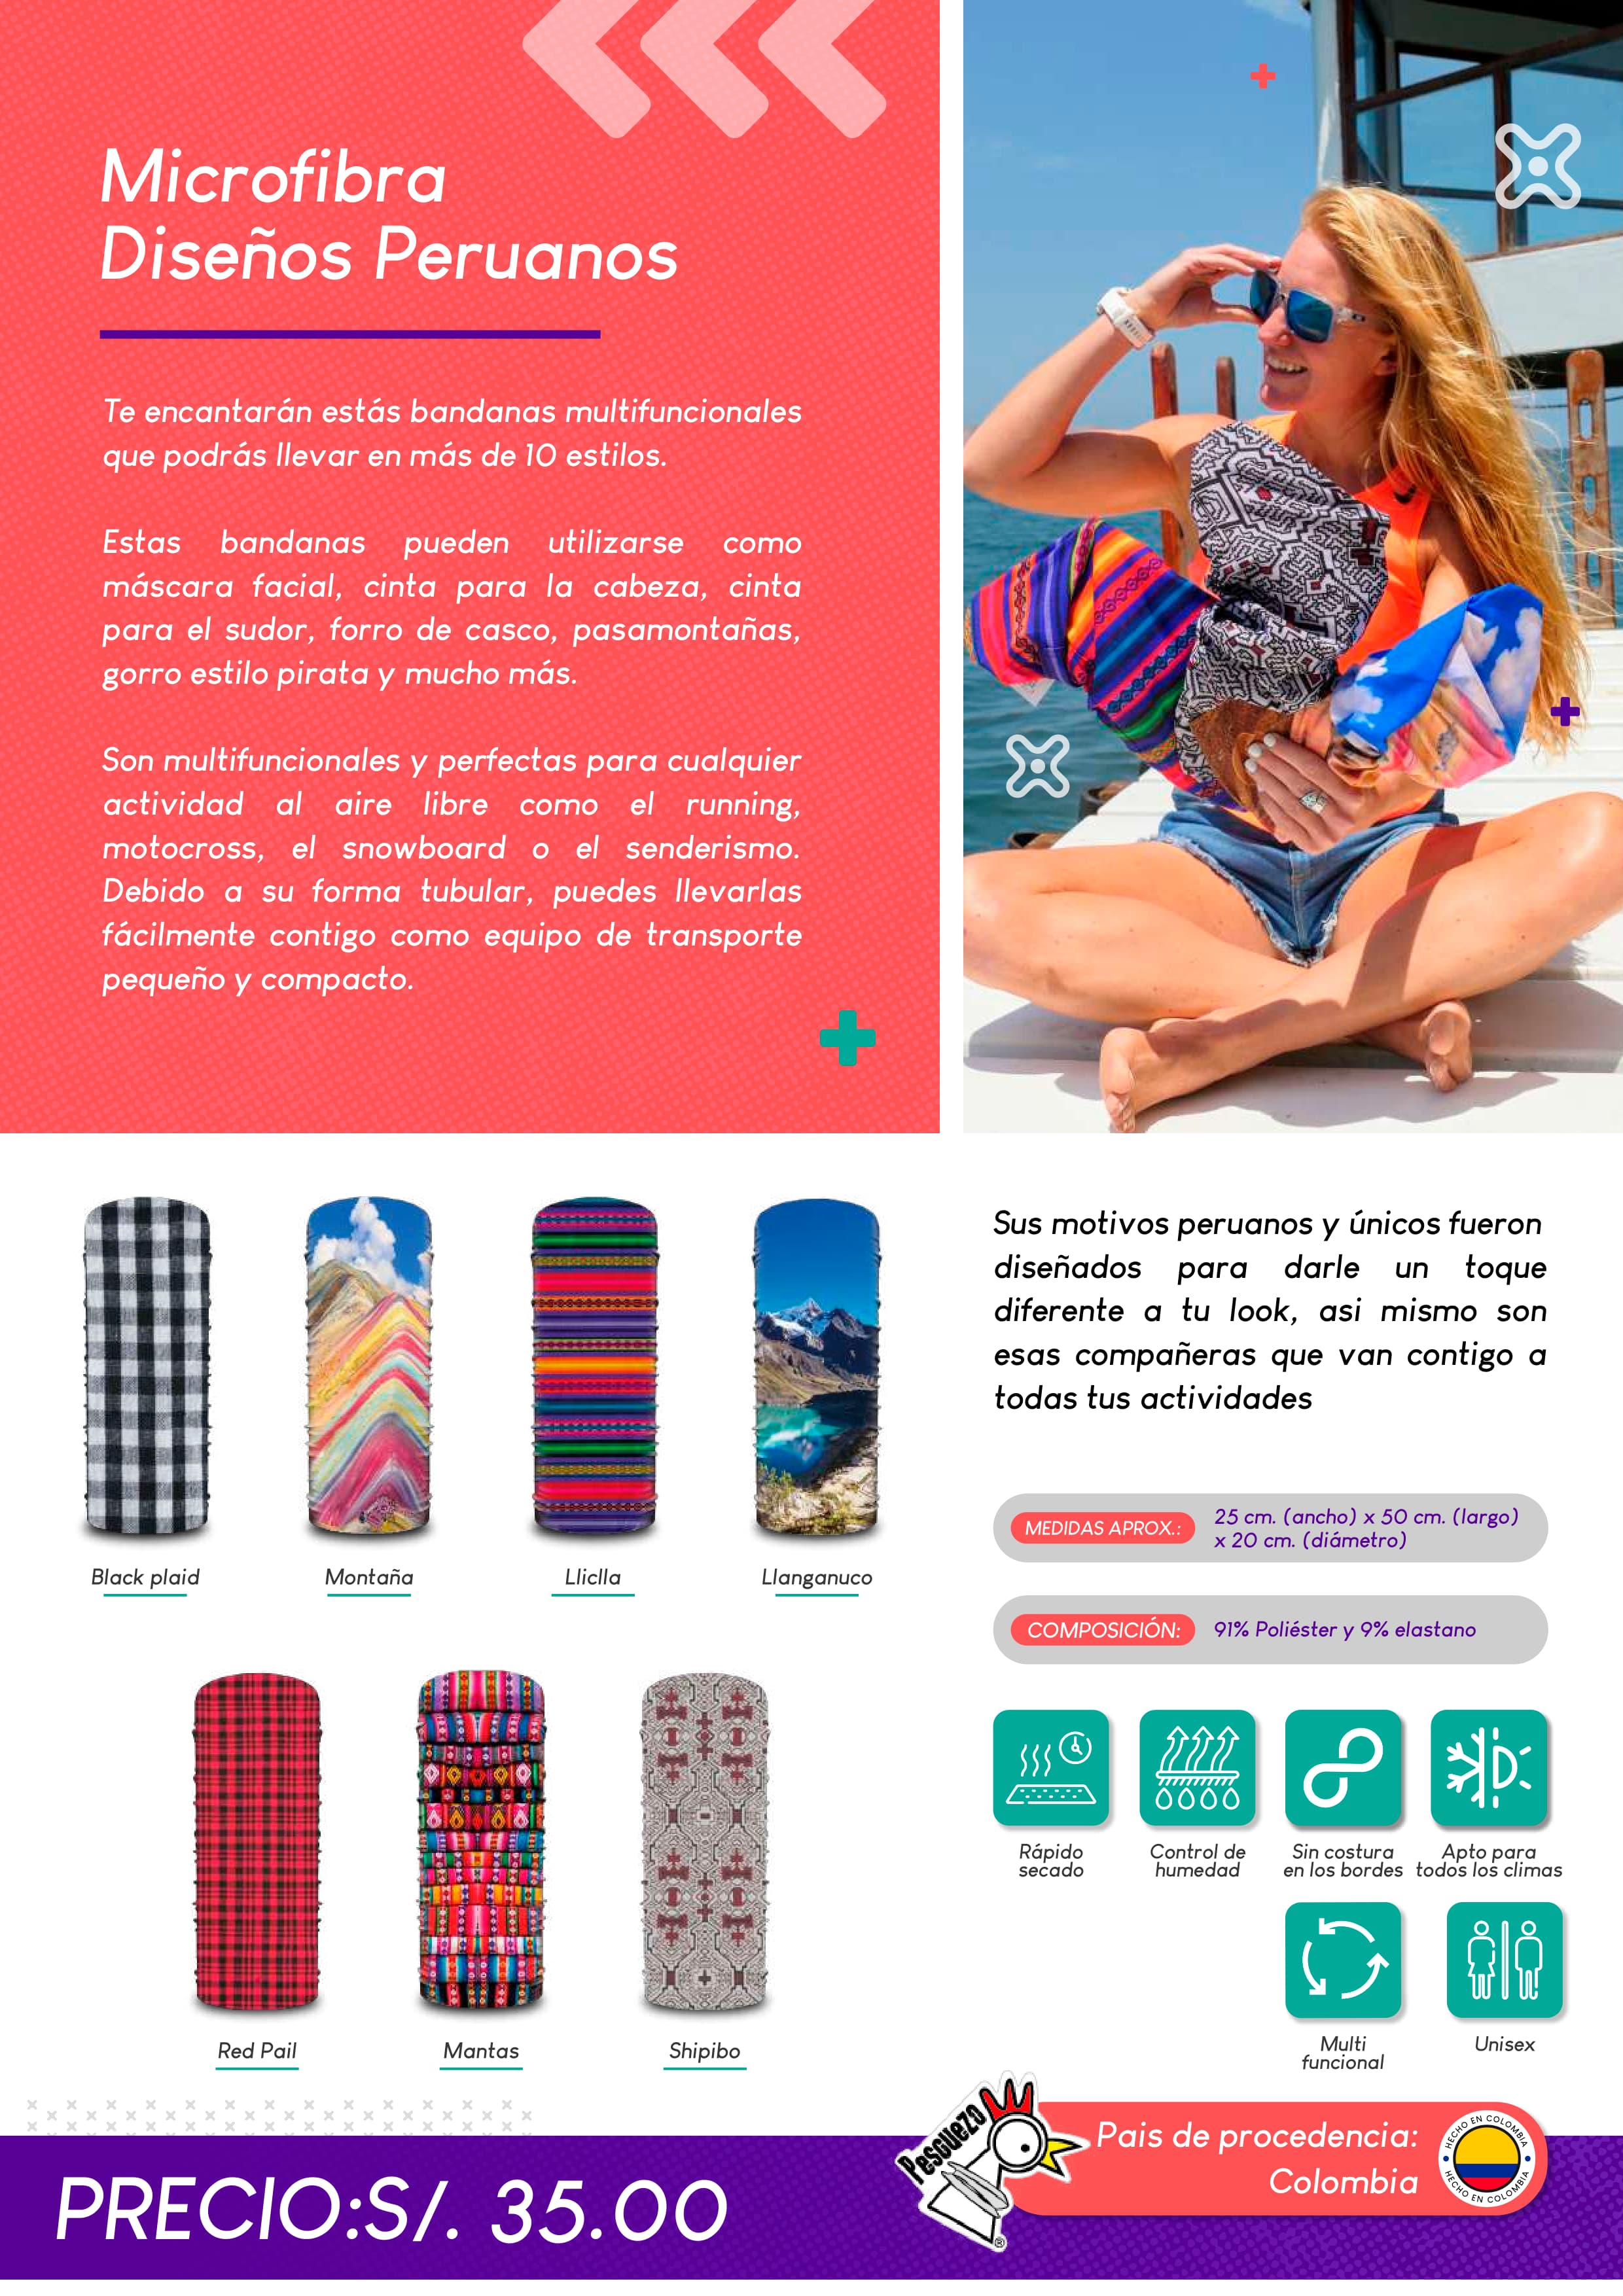 Microfibra
Diseños Peruanos
Te encantarán estás bandanas multifuncionales
que podrás llevar en más de 10 estilos.
Estas bandanas pueden utilizarse como
máscara facial, cinta para la cabeza, cinta
para el sudor, forro de casco, pasamontañas,
gorro estilo pirata y mucho más.
Son multifuncionales y perfectas para cualquier
actividad al aire libre como el running,
motocross, el snowboard o el senderismo.
Debido a su forma tubular, puedes llevarlas
fácilmente contigo como equipo de transporte
pequeño y compacto.
Black plaid
Montaña
Lliclla
Llanganuco
Red Pail
Mantas
Shipibo
Sus motivos peruanos y únicos fueron
diseñados para darle un toque
diferente a tu look, asi mismo son
esas compañeras que van contigo a
todas tus actividades
MEDIDAS APROX.:
25 cm. (ancho) x 50 cm. (largo)
x 20 cm. (diámetro)
COMPOSICIÓN:
91% Poliéster y 9% elastano
Rápido
secado
Control de
humedad
Sin costura
en los bordes
Apto para
todos los climas
Multi
funcional
Unisex
PRECIO:S/. 35.00
Pescuezo
®
Pais de procedencia:
Colombia
HECHO EN COLOMBIA
HECHO EN COLOMBIA